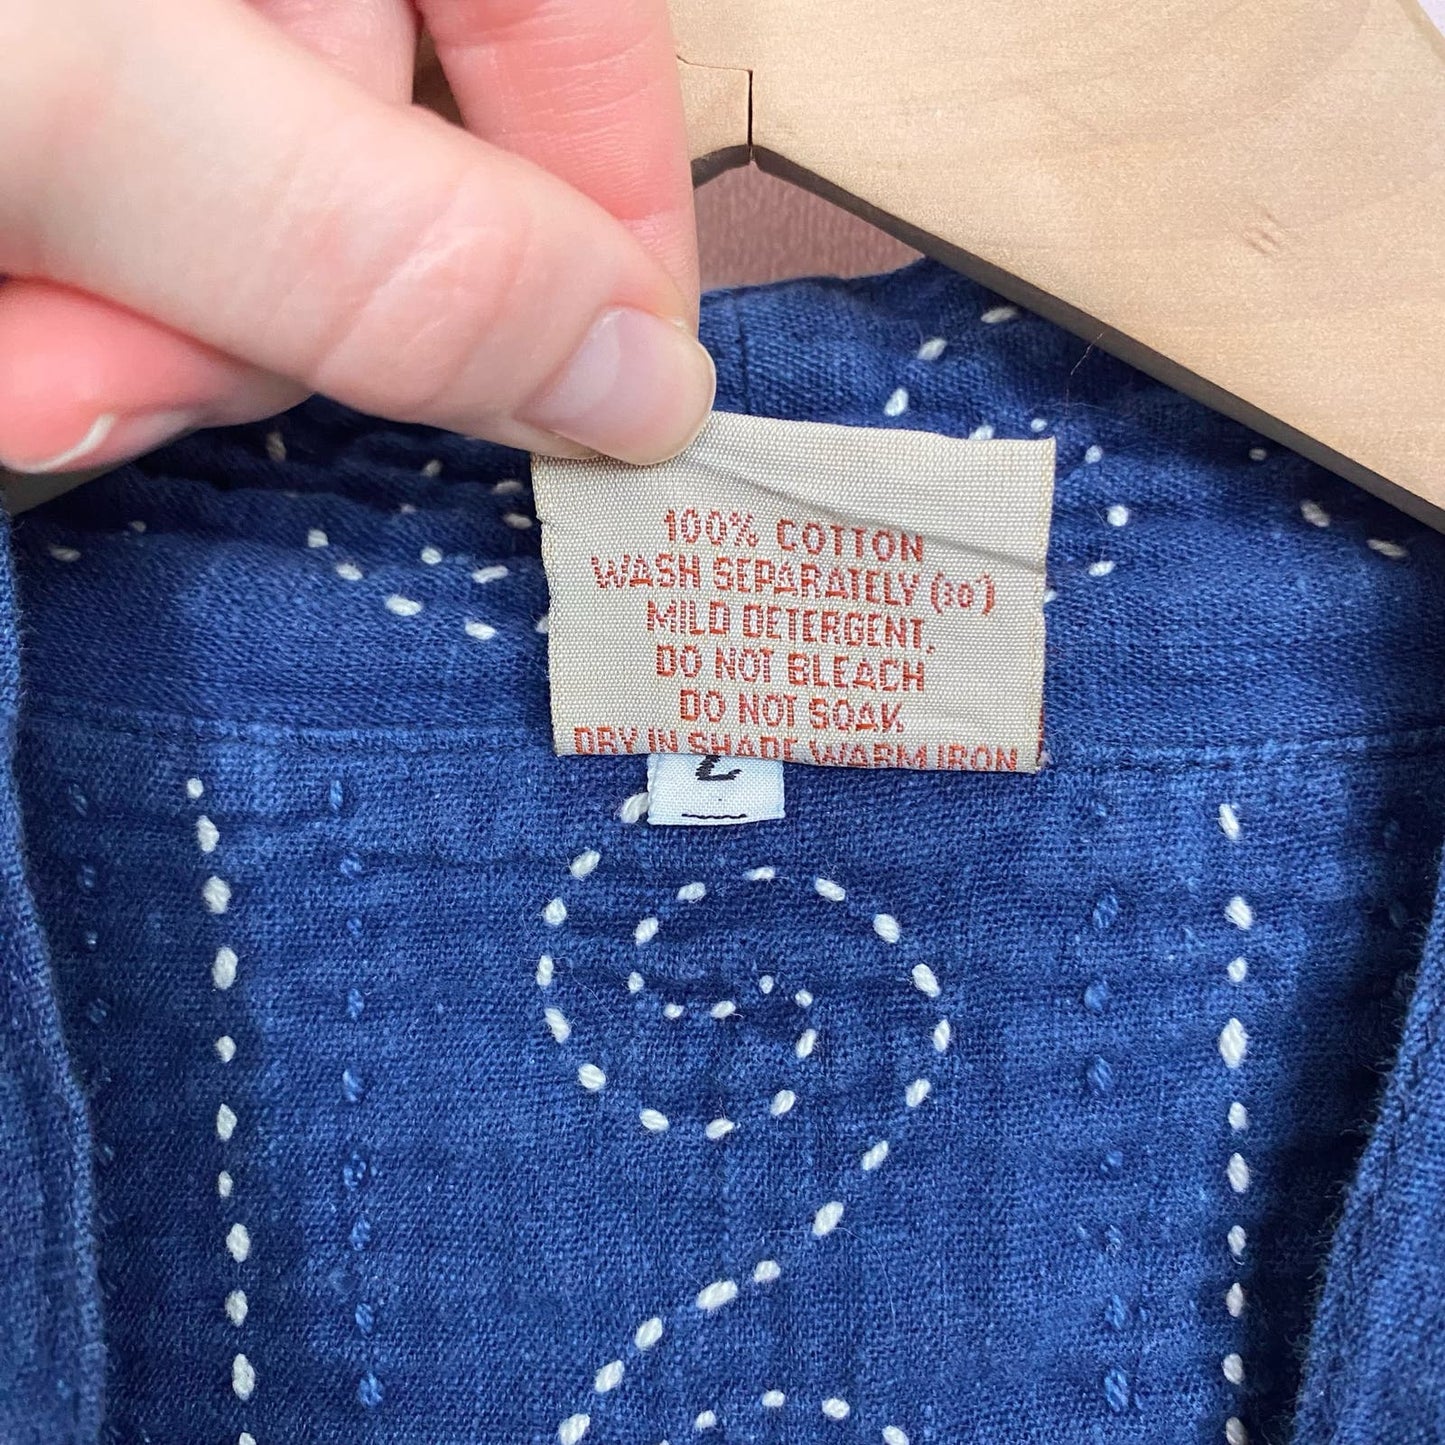 100% COTTON
WASH SEPARATELY (30°)
MILD DETERGENT.
DO NOT BLEACH
DO NOT SOAK
DRY IN SHADE WARM IRON
L